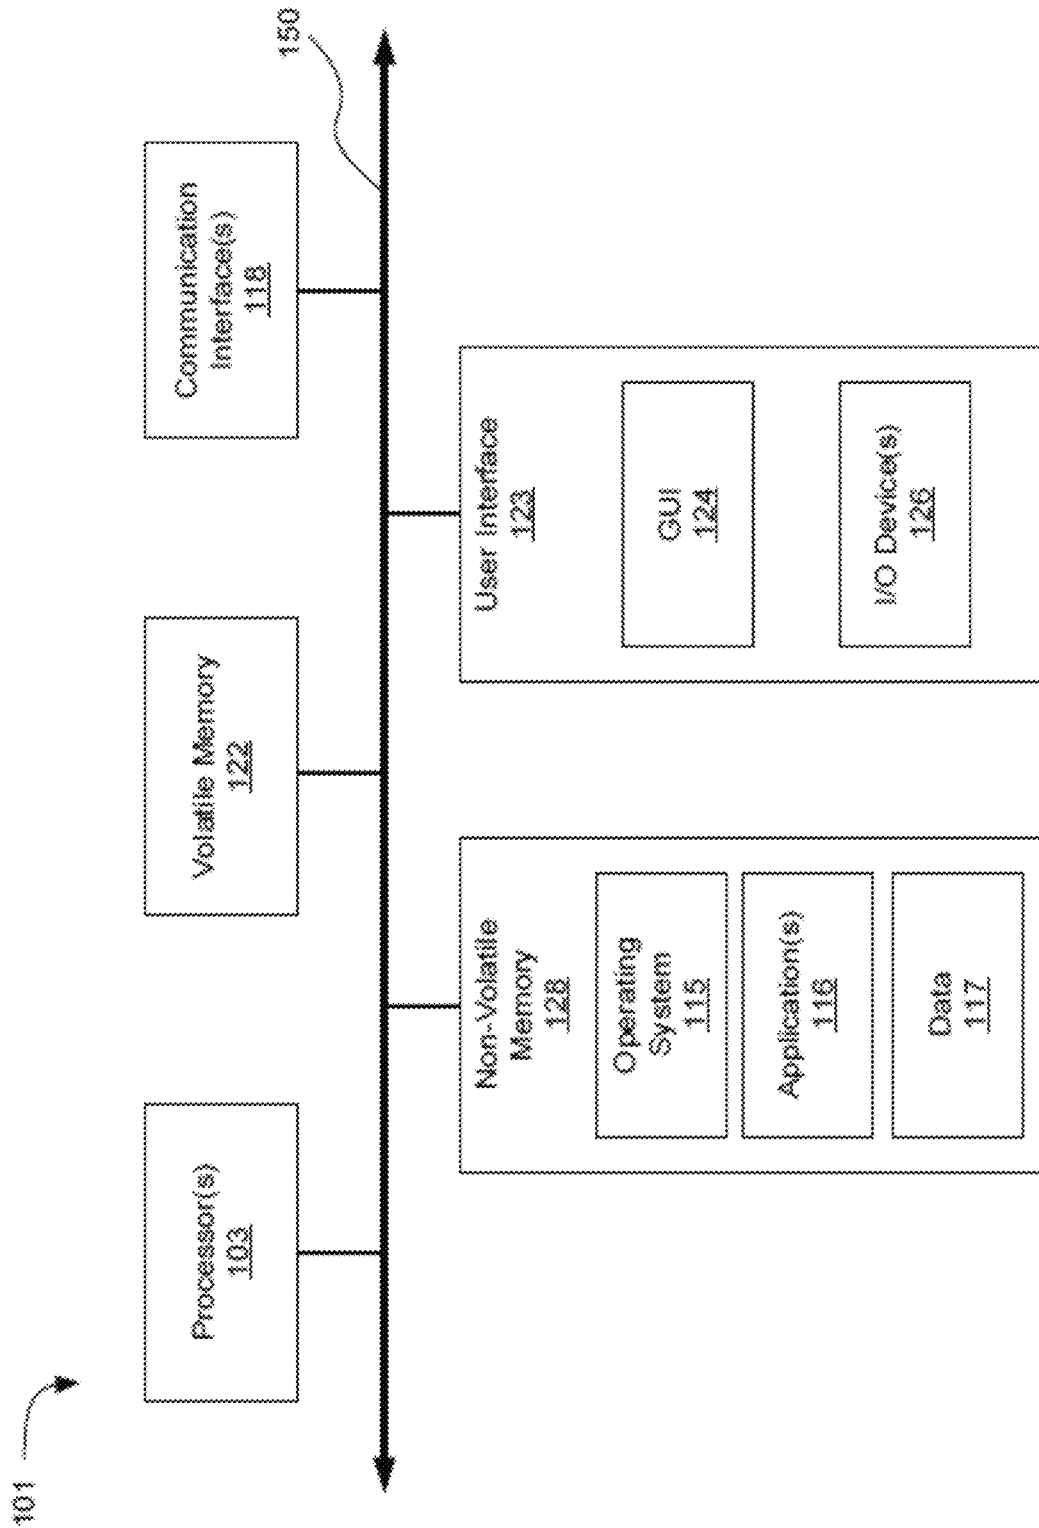 101
Processor(s)
103
Volatile Memory
122
Communication
Interface(s)
118
150
Non-Volatile
Memory
128
Operating
System
115
Application(s)
116
Data
117
User Interface
123
GUI
124
I/O Device(s)
126